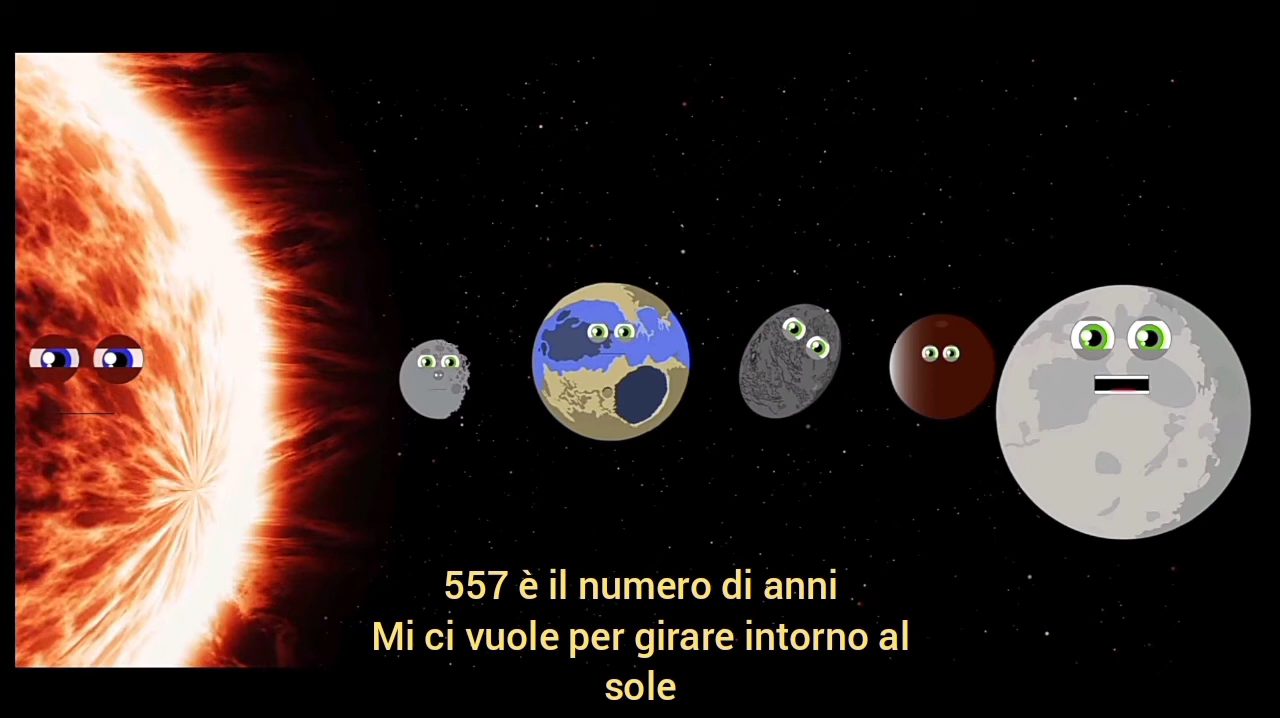 557 è il numero di anni
Mi ci vuole per girare intorno al
sole